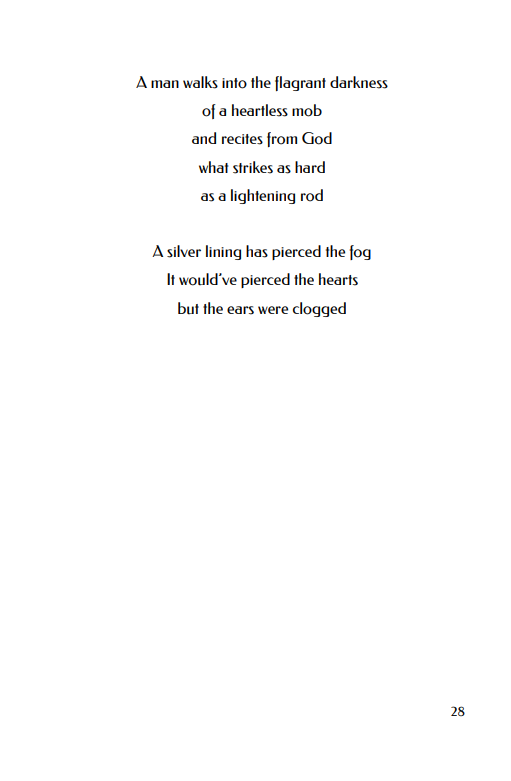 A man walks into the flagrant darkness
of a heartless mob
and recites from God
what strikes as hard
as a lightening rod
A silver lining has pierced the fog
It would've pierced the hearts
but the ears were clogged
28